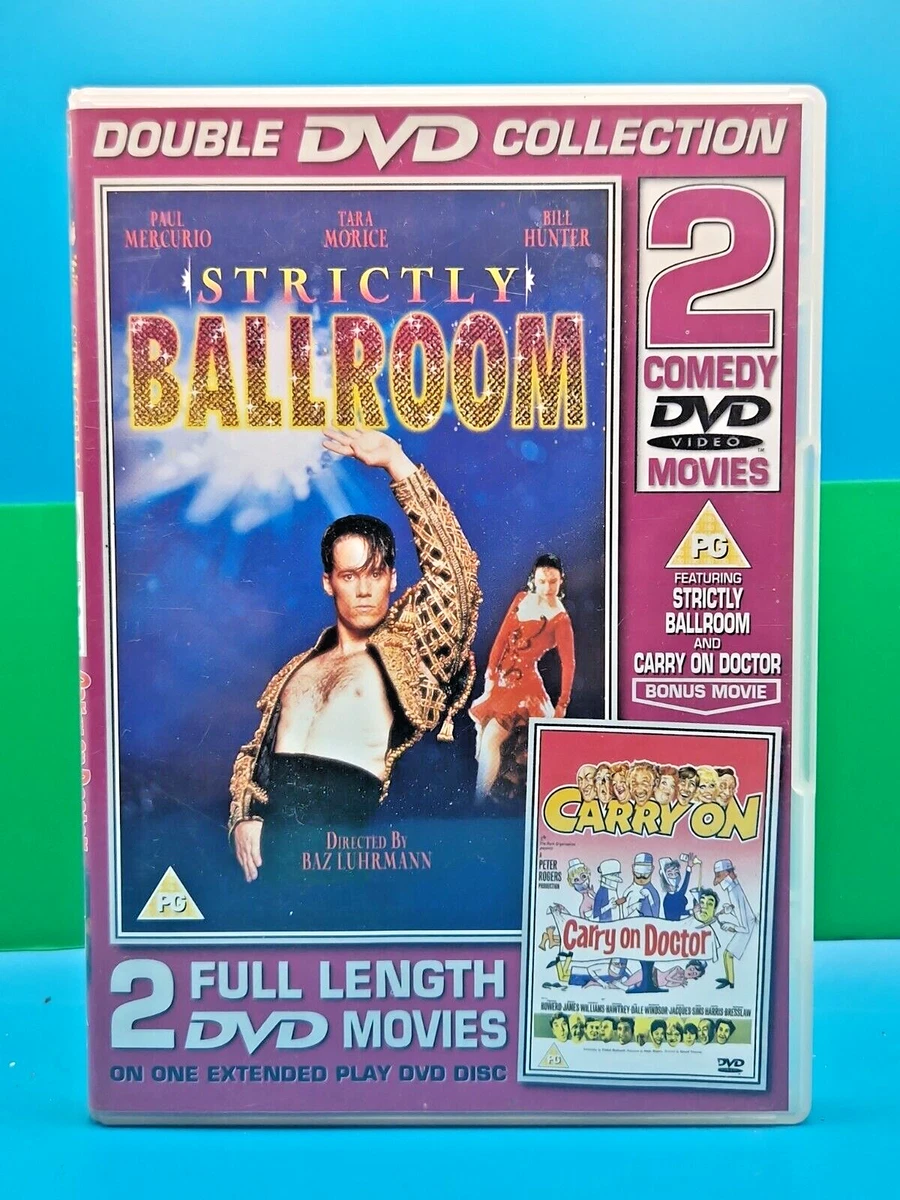 DOUBLE DVD COLLECTION
PAUL MERCURIO
TARA MORICE
BILL HUNTER
STRICTLY
BALLROOM
DIRECTED BY
BAZ LUHRMANN
PG
2
COMEDY
DVD
VIDEO
MOVIES
PG
FEATURING
STRICTLY
BALLROOM
AND
CARRY ON DOCTOR
BONUS MOVIE
CARRY ON
A
PETER
ROGERS
PRODUCTION
Carry on Doctor
HOWERD JAMES WILLIAMS HAWTREY DALE WINDSOR JACQUES SIMS HARRIS BRESSLAW
PG
DVD
2 FULL LENGTH
DVD MOVIES
ON ONE EXTENDED PLAY DVD DISC